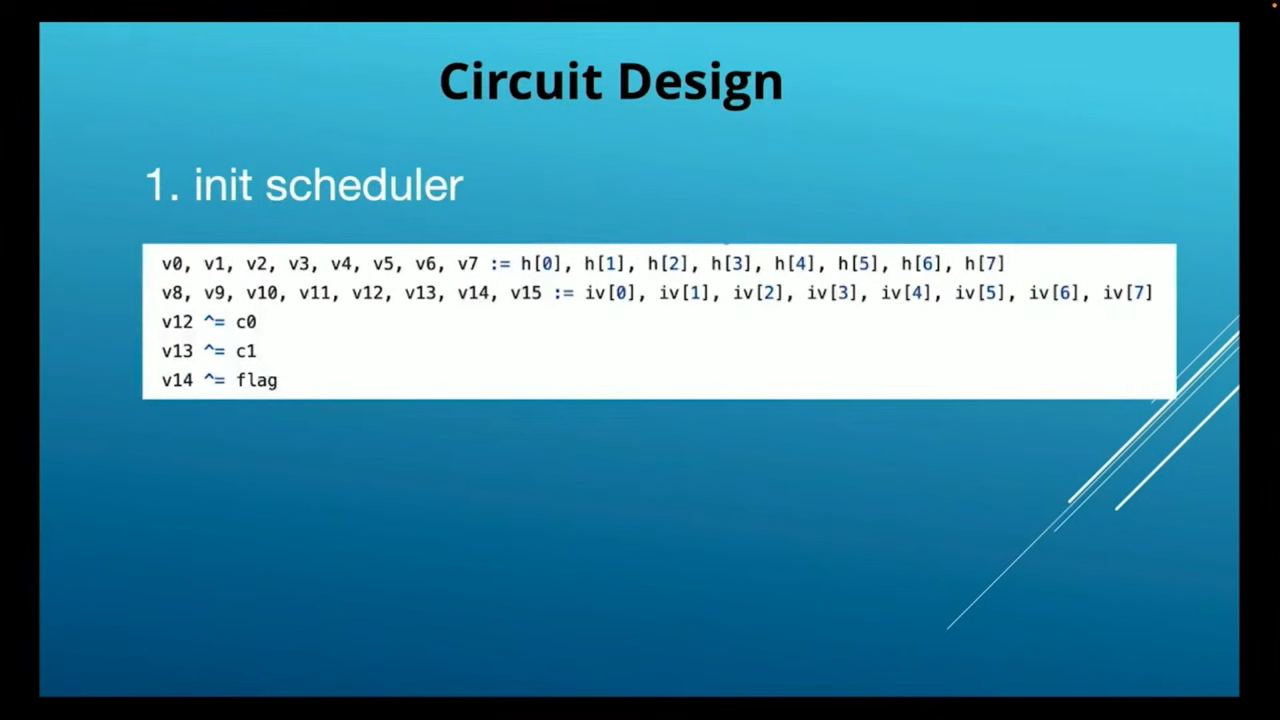 Circuit Design
1. init scheduler
v0, v1, v2, v3, v4, v5, v6, v7 := h[0], h[1], h[2], h[3], h[4], h[5], h[6], h[7]
v8, v9, v10, v11, v12, v13, v14, v15 := iv[0], iv[1], iv[2], iv[3], iv[4], iv[5], iv[6], iv[7]
v12 ^= c0
v13 ^= c1
v14 ^= flag